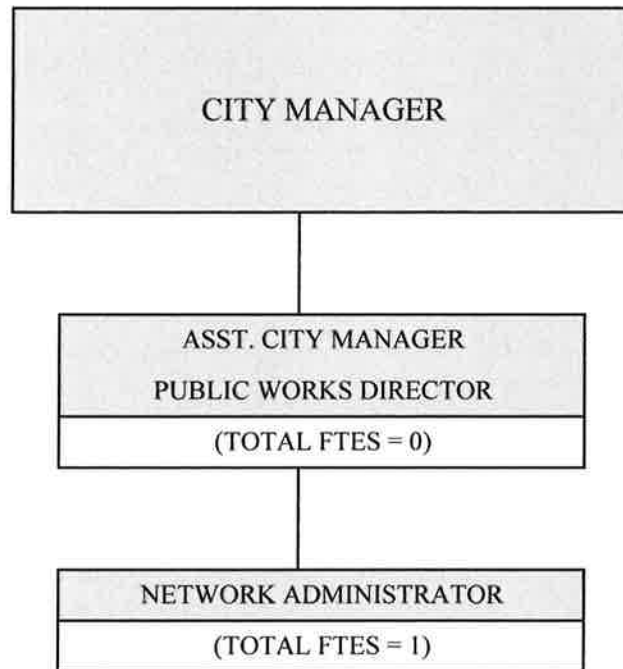 CITY MANAGER
ASST. CITY MANAGER
PUBLIC WORKS DIRECTOR
(TOTAL FTES = 0)
NETWORK ADMINISTRATOR
(TOTAL FTES = 1)